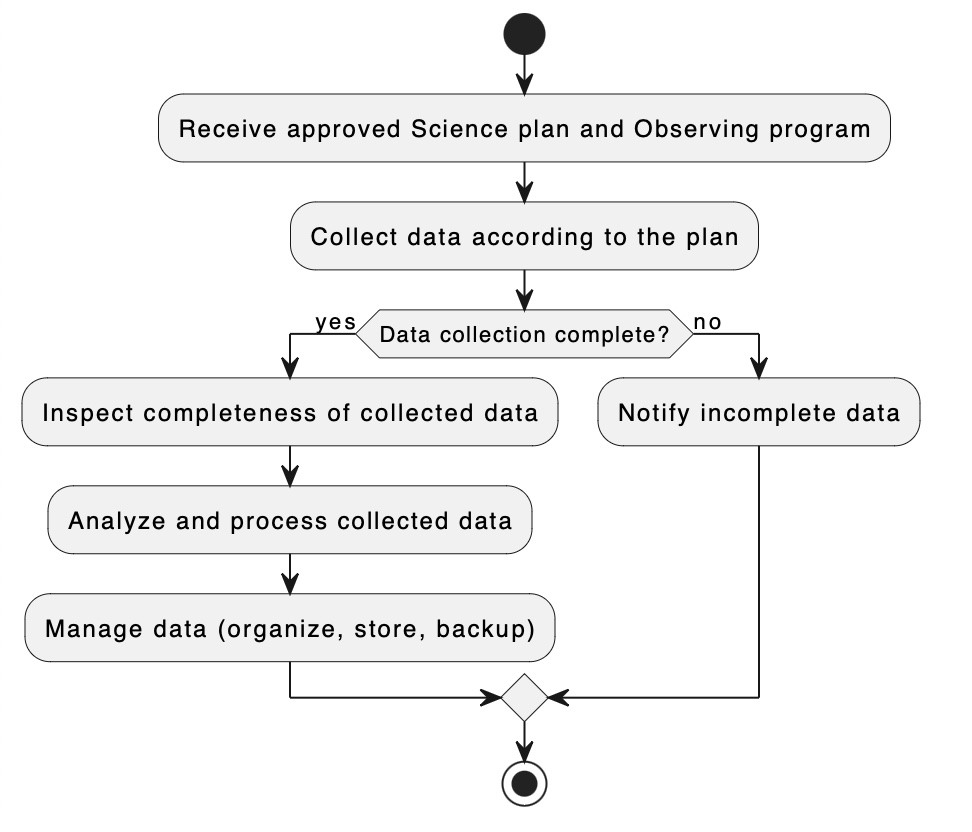 Receive approved Science plan and Observing program
Collect data according to the plan
yes
Data collection complete?
no
Inspect completeness of collected data
Notify incomplete data
Analyze and process collected data
Manage data (organize, store, backup)